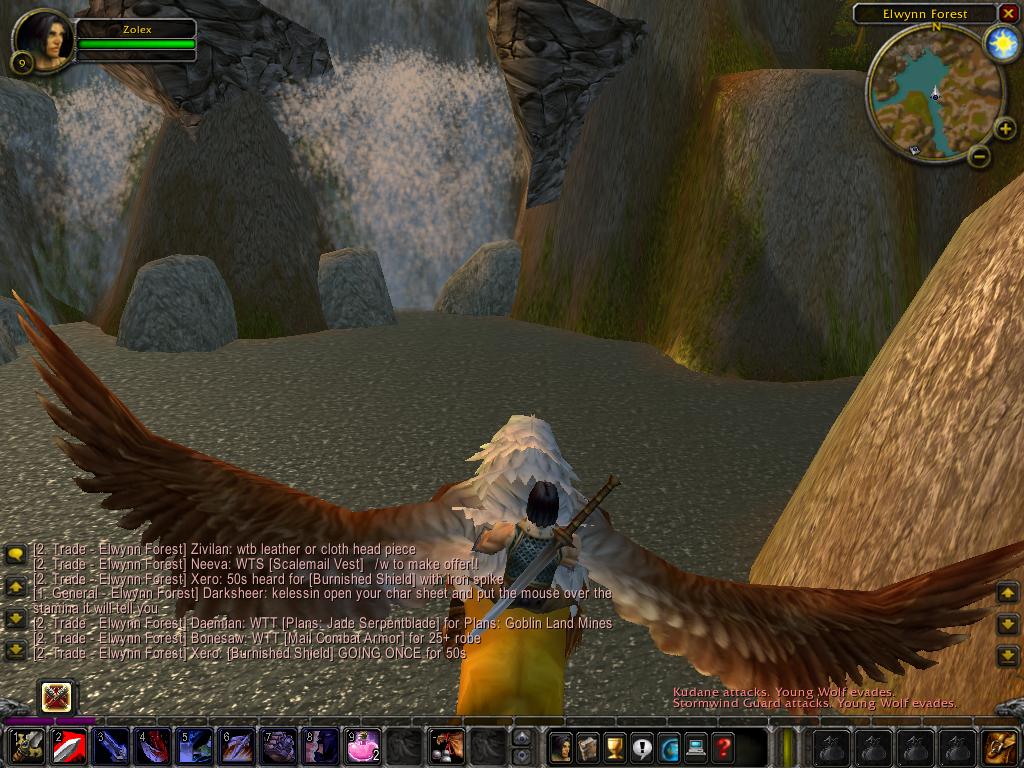 Zolex
9
Elwynn Forest
N
[2. Trade - Elwynn Forest] Zivilan: wtb leather or cloth head piece
[2. Trade - Elwynn Forest] Neeva: WTS [Scalemail Vest]   /w to make offer!!
[2. Trade - Elwynn Forest] Xero: 50s heard for [Burnished Shield] with iron spike
[1. General - Elwynn Forest] Darksheer: kelessin open your char sheet and put the mouse over the
stamina it will tell you
[2. Trade - Elwynn Forest] Daemian: WTT [Plans: Jade Serpentblade] for Plans: Goblin Land Mines
[2. Trade - Elwynn Forest] Bonesaw: WTT [Mail Combat Armor] for 25+ robe
[2. Trade - Elwynn Forest] Xero: [Burnished Shield] GOING ONCE for 50s
Kudane attacks. Young Wolf evades.
Stormwind Guard attacks. Young Wolf evades.
1 2 3 4 5 6 7 8 9
2